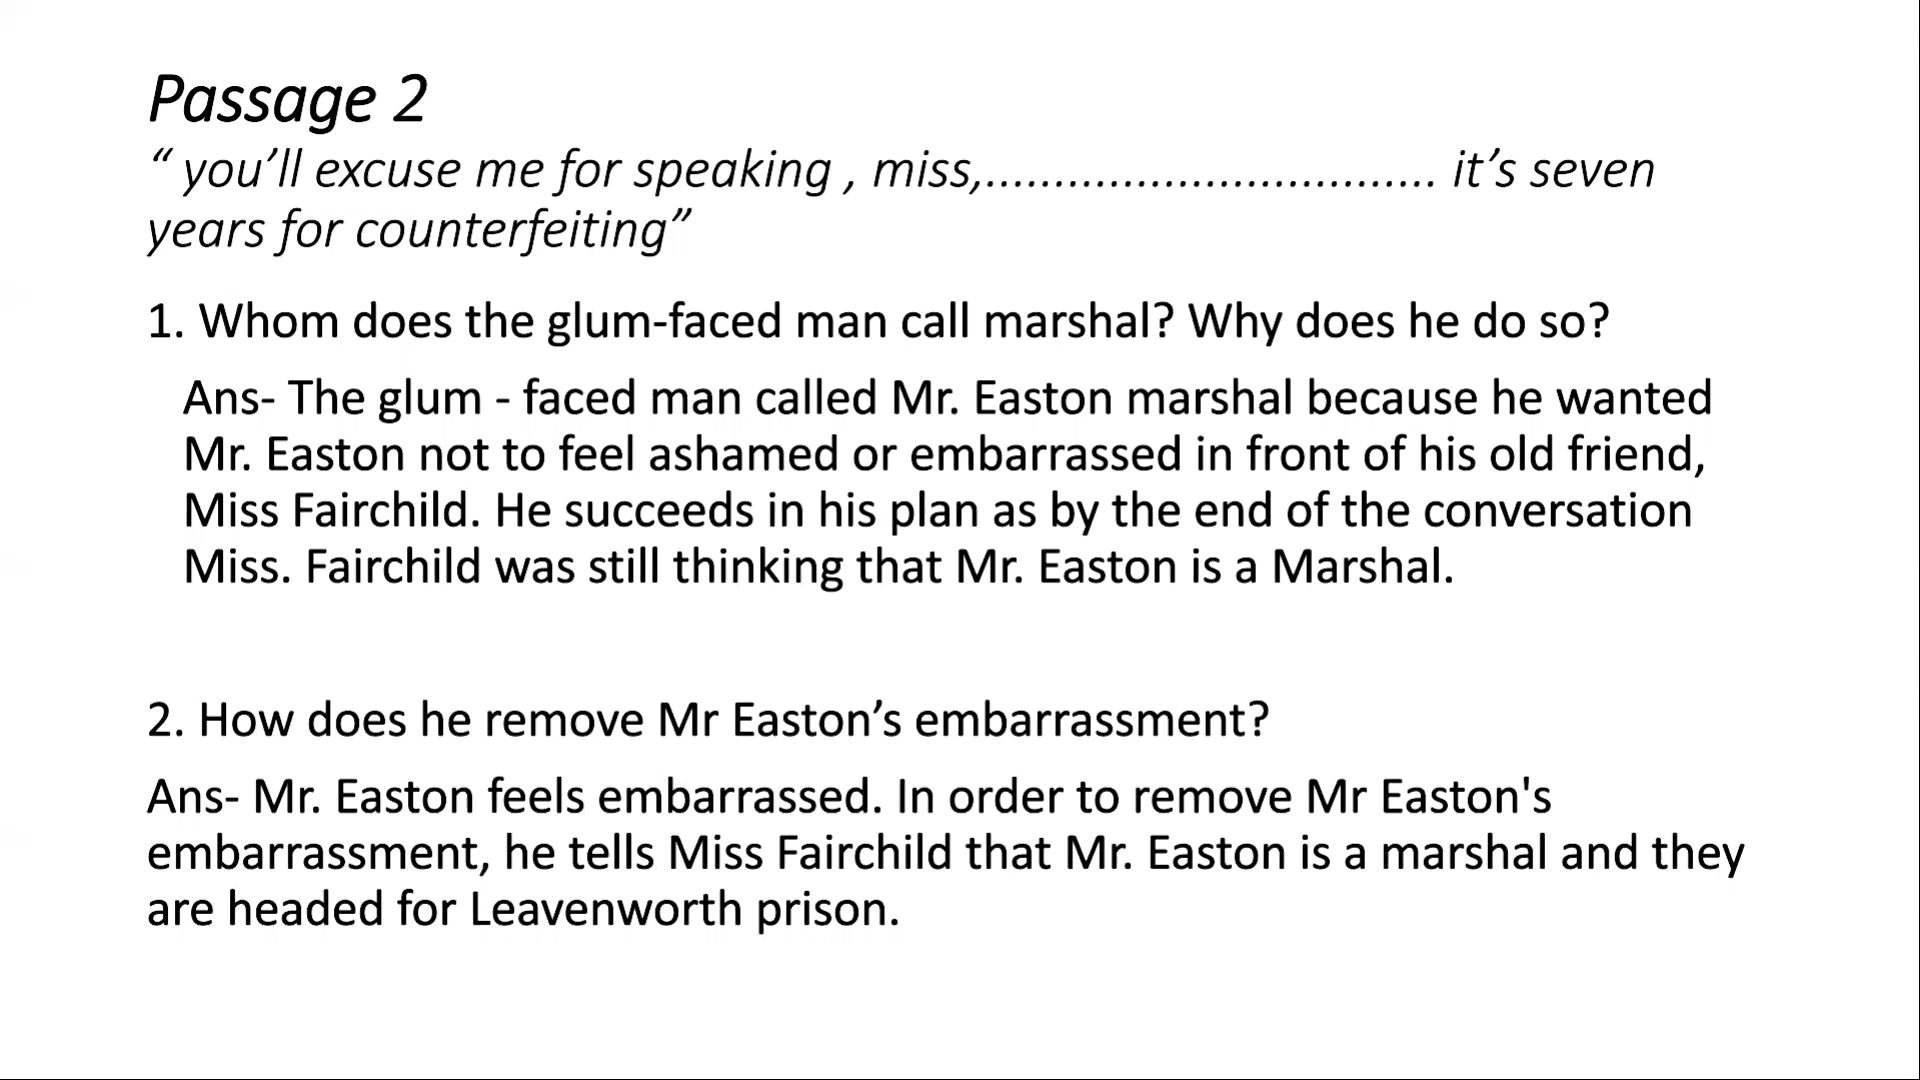 Passage 2
“ you’ll excuse me for speaking , miss,................................. it’s seven
years for counterfeiting”
1. Whom does the glum-faced man call marshal? Why does he do so?
Ans- The glum - faced man called Mr. Easton marshal because he wanted
Mr. Easton not to feel ashamed or embarrassed in front of his old friend,
Miss Fairchild. He succeeds in his plan as by the end of the conversation
Miss. Fairchild was still thinking that Mr. Easton is a Marshal.
2. How does he remove Mr Easton’s embarrassment?
Ans- Mr. Easton feels embarrassed. In order to remove Mr Easton's
embarrassment, he tells Miss Fairchild that Mr. Easton is a marshal and they
are headed for Leavenworth prison.